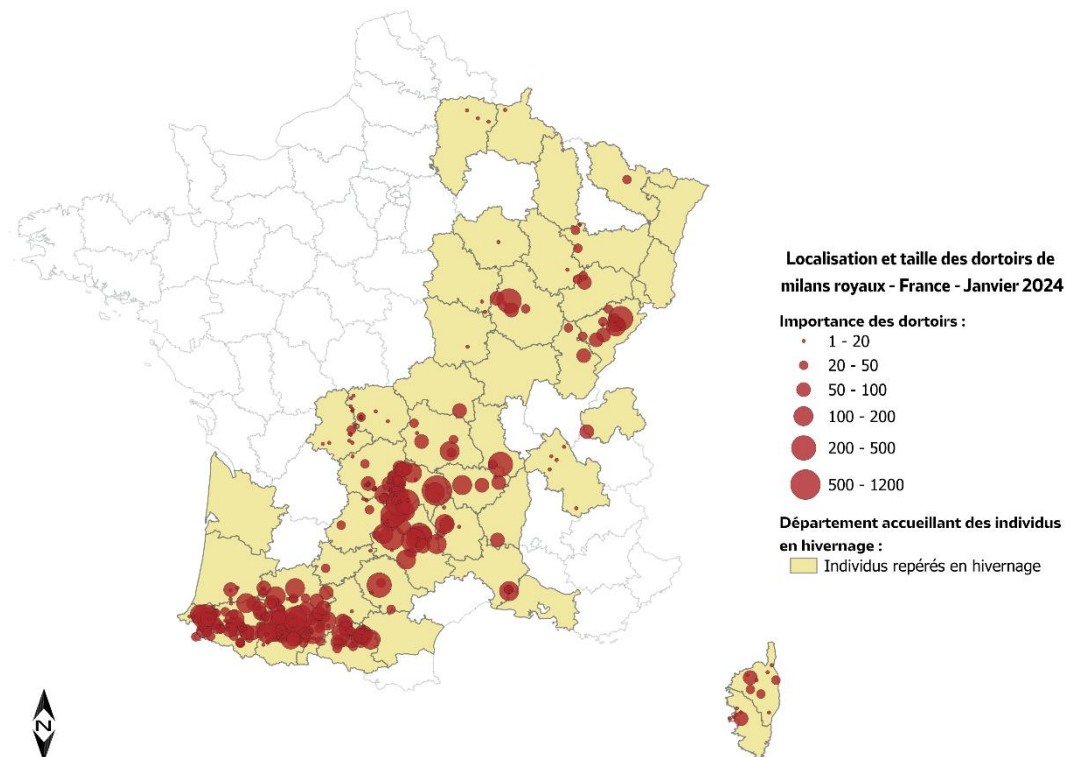 Localisation et taille des dortoirs de
milans royaux - France - Janvier 2024
Importance des dortoirs :
1 - 20
20 - 50
50 - 100
100 - 200
200 - 500
500 - 1200
Département accueillant des individus
en hivernage :
Individus repérés en hivernage
N